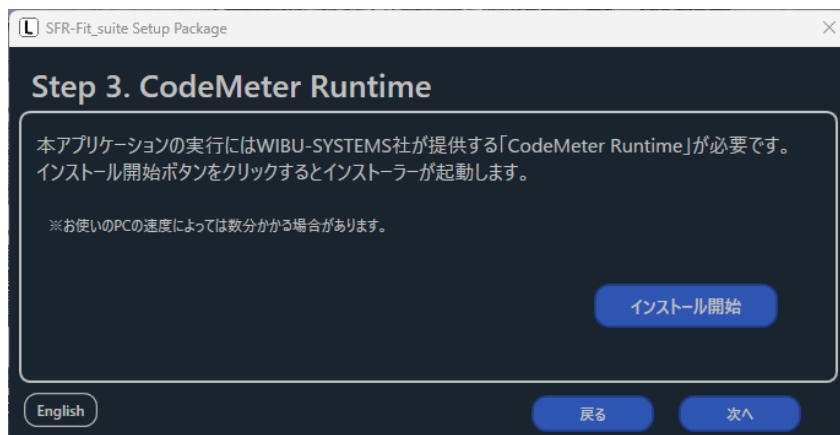 L SFR-Fit_suite Setup Package
Step 3. CodeMeter Runtime
本アプリケーションの実行にはWIBU-SYSTEMS社が提供する「CodeMeter Runtime」が必要です。
インストール開始ボタンをクリックするとインストーラーが起動します。
※お使いのPCの速度によっては数分かかる場合があります。
インストール開始
English
戻る
次へ